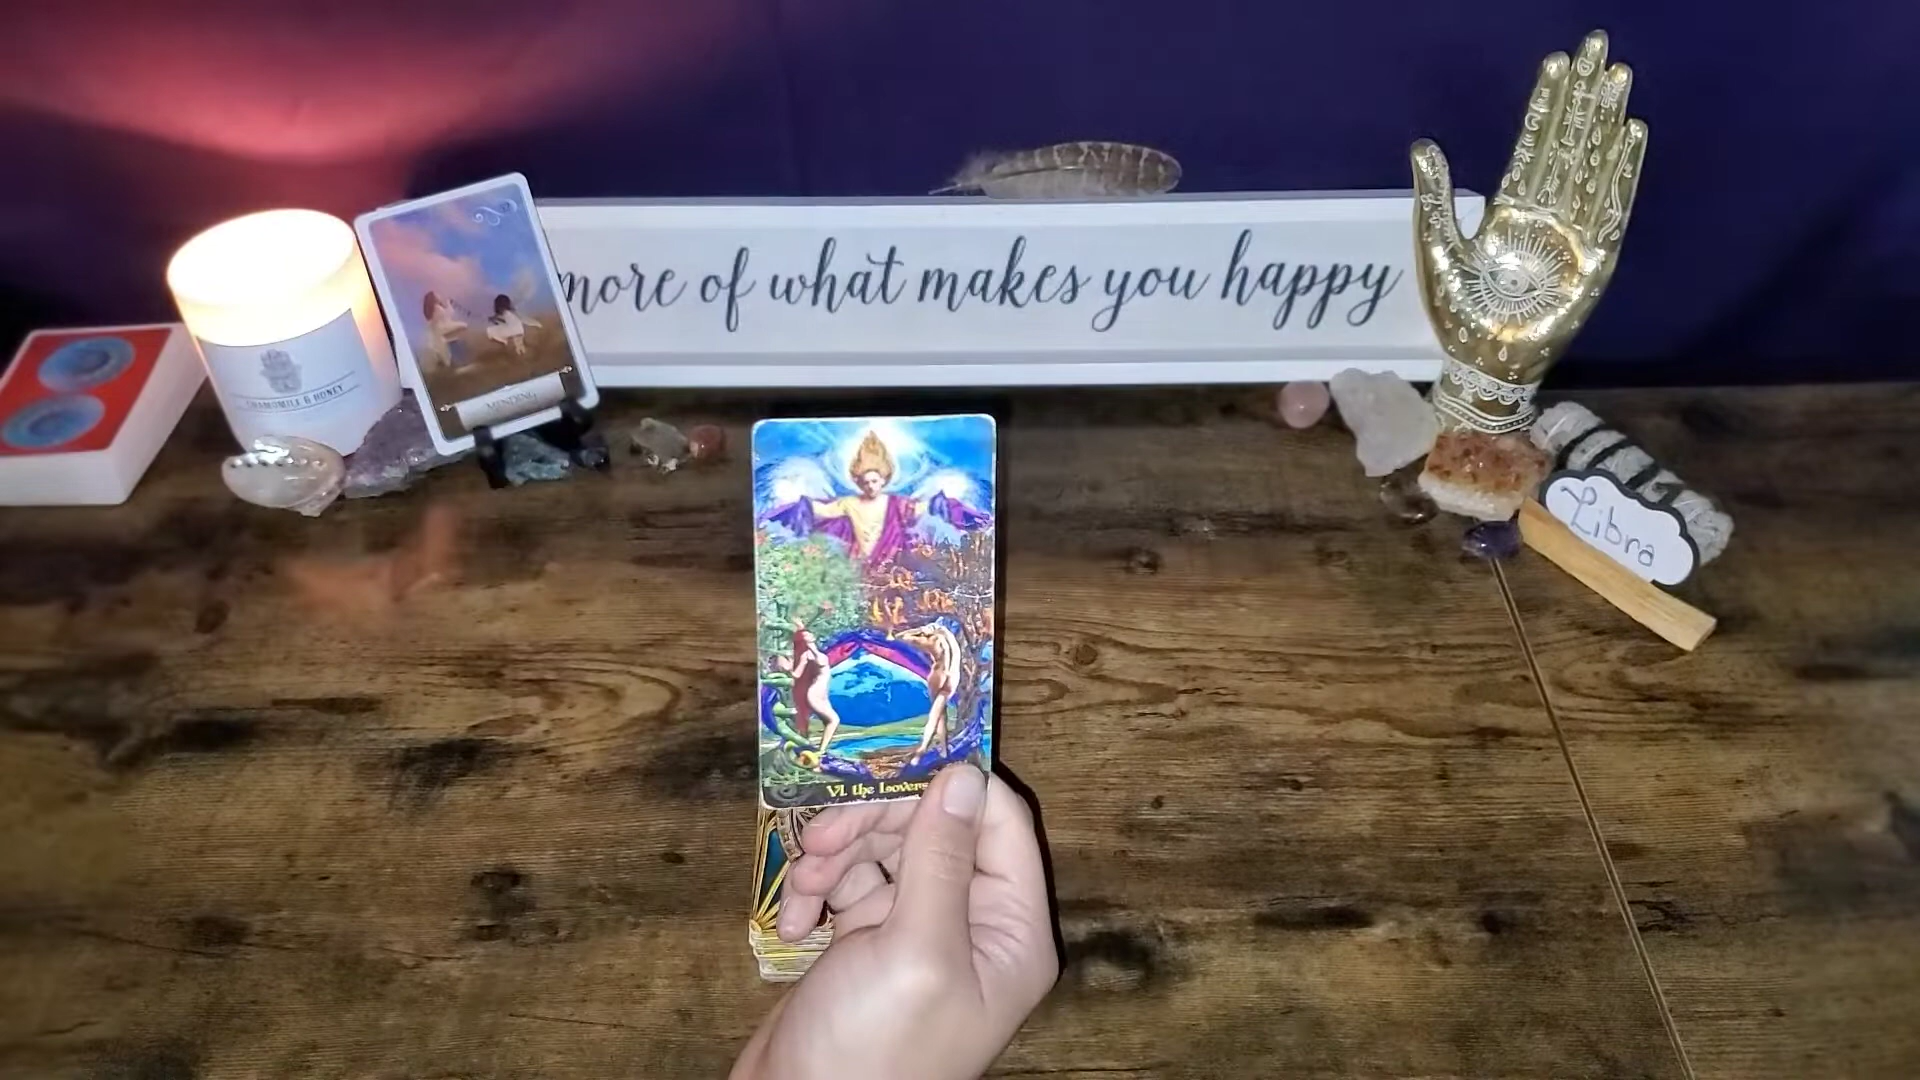 more of what makes you happy
CHAMOMILE & HONEY
MENDING
Libra
VI. the Lovers